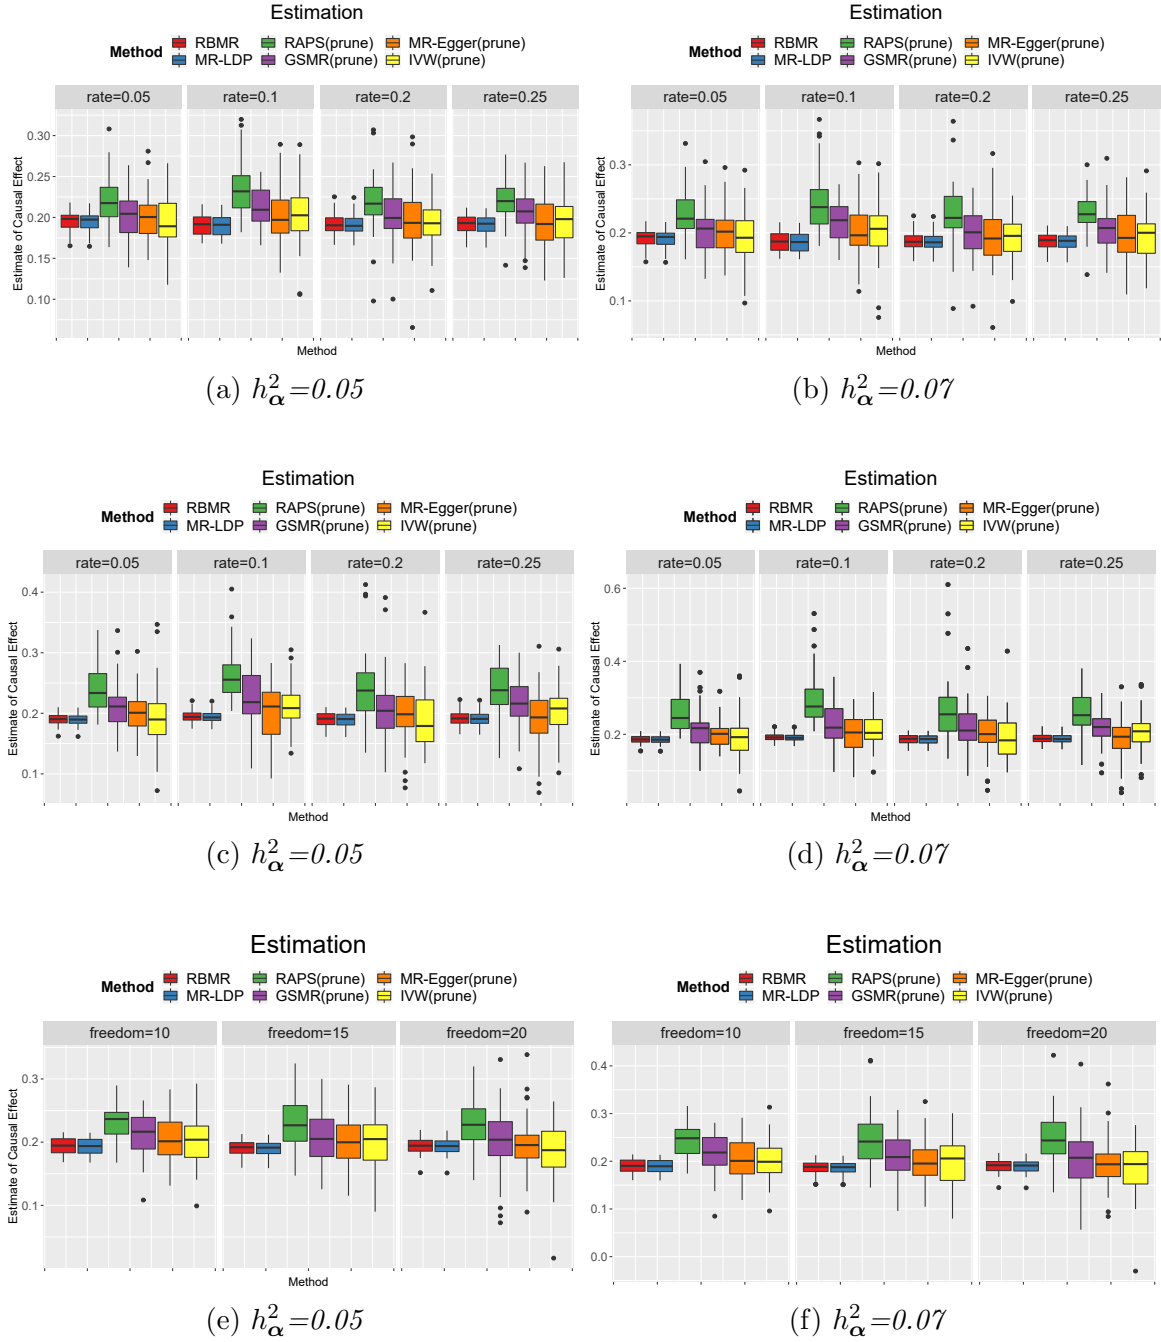 Estimation
Method RBMR RAPS(prune) MR-Egger(prune)
MR-LDP GSMR(prune) IVW(prune)
rate=0.05 rate=0.1 rate=0.2 rate=0.25
Estimate of Causal Effect
0.30
0.25
0.20
0.15
0.10
Method
(a) h²α=0.05
Estimation
Method RBMR RAPS(prune) MR-Egger(prune)
MR-LDP GSMR(prune) IVW(prune)
rate=0.05 rate=0.1 rate=0.2 rate=0.25
Estimate of Causal Effect
0.3
0.2
0.1
Method
(b) h²α=0.07
Estimation
Method RBMR RAPS(prune) MR-Egger(prune)
MR-LDP GSMR(prune) IVW(prune)
rate=0.05 rate=0.1 rate=0.2 rate=0.25
Estimate of Causal Effect
0.4
0.3
0.2
0.1
Method
(c) h²α=0.05
Estimation
Method RBMR RAPS(prune) MR-Egger(prune)
MR-LDP GSMR(prune) IVW(prune)
rate=0.05 rate=0.1 rate=0.2 rate=0.25
Estimate of Causal Effect
0.6
0.4
0.2
Method
(d) h²α=0.07
Estimation
Method RBMR RAPS(prune) MR-Egger(prune)
MR-LDP GSMR(prune) IVW(prune)
freedom=10 freedom=15 freedom=20
Estimate of Causal Effect
0.3
0.2
0.1
Method
(e) h²α=0.05
Estimation
Method RBMR RAPS(prune) MR-Egger(prune)
MR-LDP GSMR(prune) IVW(prune)
freedom=10 freedom=15 freedom=20
0.4
0.3
0.2
0.1
0.0
(f) h²α=0.07